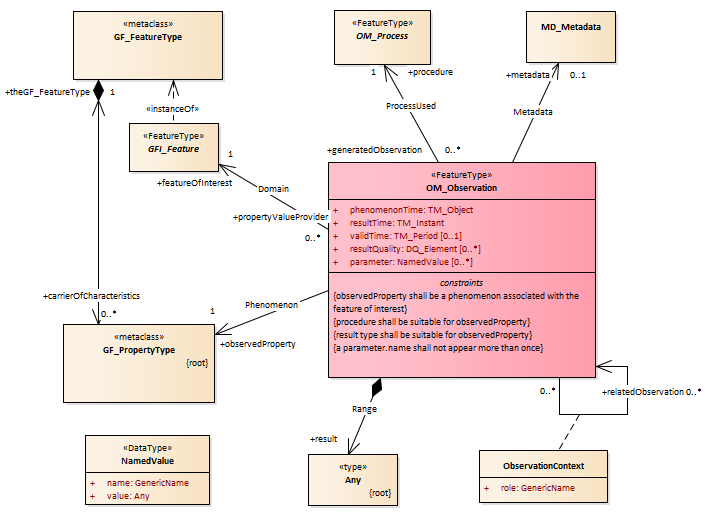 «metaclass»
GF_FeatureType
«FeatureType»
OM_Process
MD_Metadata
+theGF_FeatureType
1
1
+procedure
+metadata
0..1
«instanceOf»
ProcessUsed
Metadata
«FeatureType»
GFI_Feature
1
+generatedObservation
0..*
+featureOfInterest
Domain
+propertyValueProvider
0..*
«FeatureType»
OM_Observation
+ phenomenonTime: TM_Object
+ resultTime: TM_Instant
+ validTime: TM_Period [0..1]
+ resultQuality: DQ_Element [0..*]
+ parameter: NamedValue [0..*]
constraints
{observedProperty shall be a phenomenon associated with the
feature of interest}
{procedure shall be suitable for observedProperty}
{result type shall be suitable for observedProperty}
{a parameter.name shall not appear more than once}
+carrierOfCharacteristics
0..*
Phenomenon
1
+observedProperty
«metaclass»
GF_PropertyType
{root}
0..*
+relatedObservation 0..*
Range
+result
«DataType»
NamedValue
+ name: GenericName
+ value: Any
«type»
Any
{root}
ObservationContext
+ role: GenericName